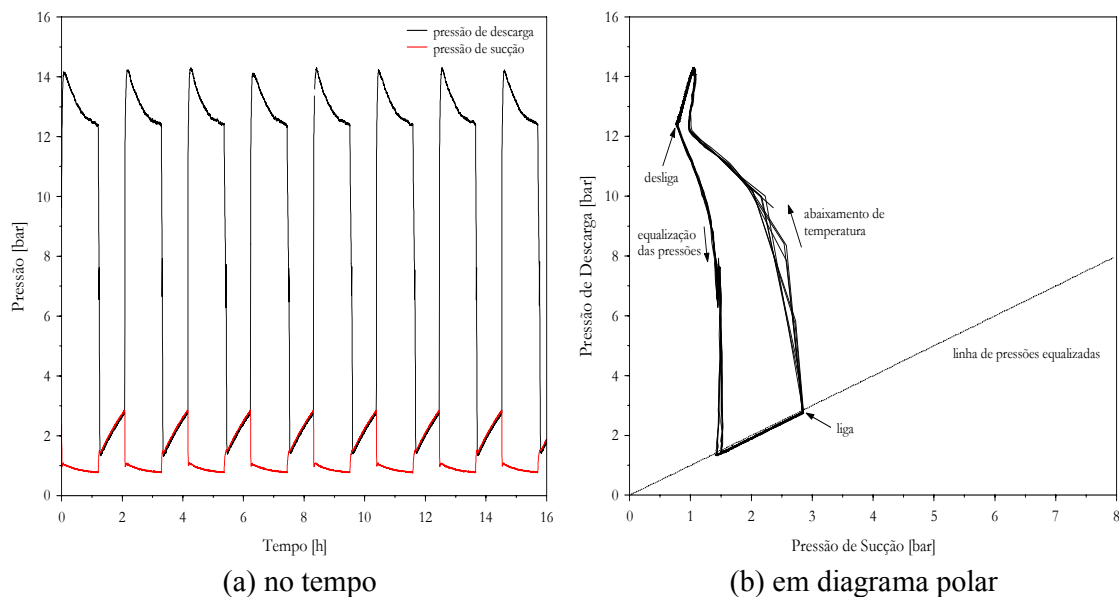 16
14
12
10
8
6
4
2
0
Pressão [bar]
pressão de descarga
pressão de sucção
0
2
4
6
8
10
12
14
16
Tempo [h]
(a) no tempo
16
14
12
10
8
6
4
2
0
Pressão de Descarga [bar]
desliga
equalização
das pressões
abaixamento de
temperatura
linha de pressões equalizadas
liga
0
1
2
3
4
5
6
7
8
Pressão de Sucção [bar]
(b) em diagrama polar